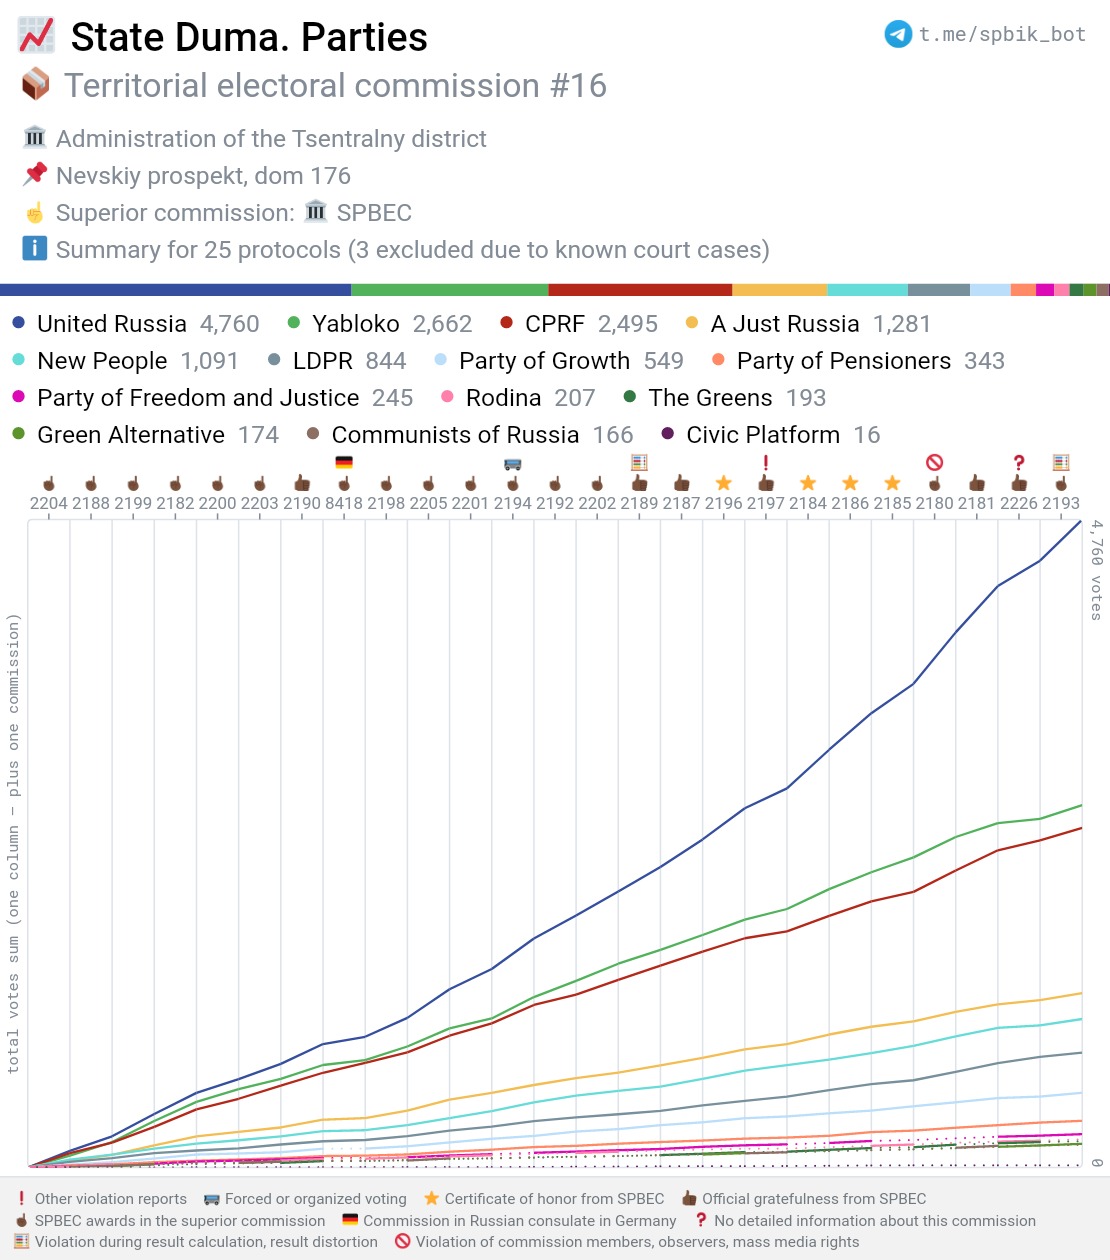 State Duma. Parties
t.me/spbik_bot
Territorial electoral commission #16
Administration of the Tsentralny district
Nevskiy prospekt, dom 176
Superior commission: SPBEC
Summary for 25 protocols (3 excluded due to known court cases)
United Russia 4,760 Yabloko 2,662 CPRF 2,495 A Just Russia 1,281
New People 1,091 LDPR 844 Party of Growth 549 Party of Pensioners 343
Party of Freedom and Justice 245 Rodina 207 The Greens 193
Green Alternative 174 Communists of Russia 166 Civic Platform 16
2204 2188 2199 2182 2200 2203 2190 8418 2198 2205 2201 2194 2192 2202 2189 2187 2196 2197 2184 2186 2185 2180 2181 2226 2193
total votes sum (one column — plus one commission)
4,760 votes
0
Other violation reports Forced or organized voting Certificate of honor from SPBEC Official gratefulness from SPBEC
SPBEC awards in the superior commission Commission in Russian consulate in Germany No detailed information about this commission
Violation during result calculation, result distortion Violation of commission members, observers, mass media rights